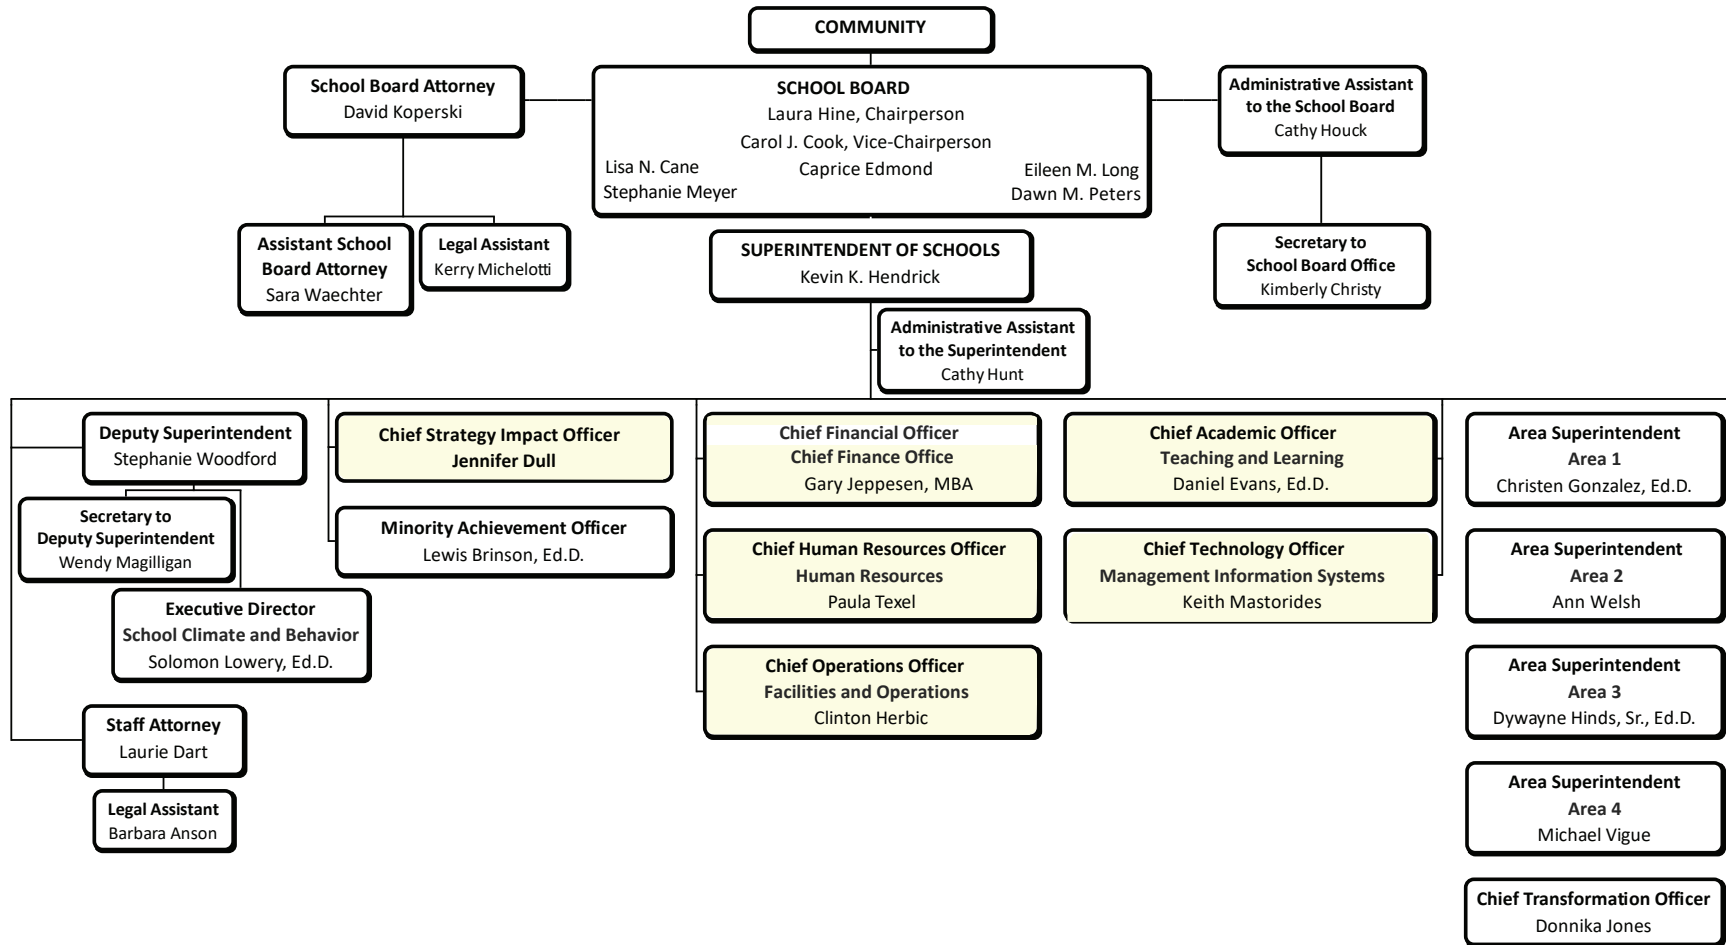 COMMUNITY
School Board Attorney
David Koperski
SCHOOL BOARD
Laura Hine, Chairperson
Carol J. Cook, Vice-Chairperson
Lisa N. Cane
Caprice Edmond
Eileen M. Long
Stephanie Meyer
Dawn M. Peters
Administrative Assistant
to the School Board
Cathy Houck
Assistant School
Board Attorney
Sara Waechter
Legal Assistant
Kerry Michelotti
SUPERINTENDENT OF SCHOOLS
Kevin K. Hendrick
Secretary to
School Board Office
Kimberly Christy
Administrative Assistant
to the Superintendent
Cathy Hunt
Deputy Superintendent
Stephanie Woodford
Secretary to
Deputy Superintendent
Wendy Magilligan
Executive Director
School Climate and Behavior
Solomon Lowery, Ed.D.
Staff Attorney
Laurie Dart
Legal Assistant
Barbara Anson
Chief Strategy Impact Officer
Jennifer Dull
Minority Achievement Officer
Lewis Brinson, Ed.D.
Chief Financial Officer
Chief Finance Office
Gary Jeppesen, MBA
Chief Human Resources Officer
Human Resources
Paula Texel
Chief Operations Officer
Facilities and Operations
Clinton Herbic
Chief Academic Officer
Teaching and Learning
Daniel Evans, Ed.D.
Chief Technology Officer
Management Information Systems
Keith Mastorides
Area Superintendent
Area 1
Christen Gonzalez, Ed.D.
Area Superintendent
Area 2
Ann Welsh
Area Superintendent
Area 3
Dywayne Hinds, Sr., Ed.D.
Area Superintendent
Area 4
Michael Vigue
Chief Transformation Officer
Donnika Jones